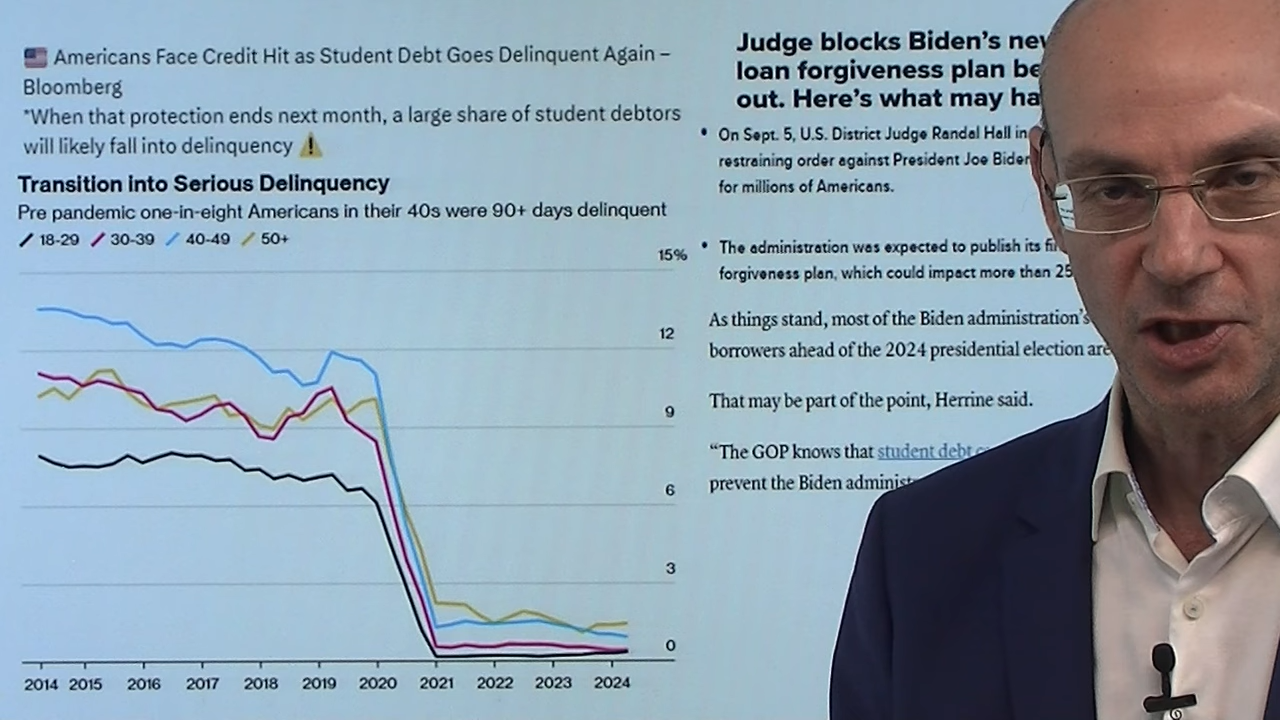 Americans Face Credit Hit as Student Debt Goes Delinquent Again –
Bloomberg
"When that protection ends next month, a large share of student debtors
will likely fall into delinquency
Transition into Serious Delinquency
Pre pandemic one-in-eight Americans in their 40s were 90+ days delinquent
18-29 30-39 40-49 50+
15%
12
9
6
3
0
2014 2015 2016 2017 2018 2019 2020 2021 2022 2023 2024
Judge blocks Biden's
loan forgiveness plan
out. Here's what may
• On Sept. 5, U.S. District Judge Randal Hall in
restraining order against President Joe Biden
for millions of Americans.
• The administration was expected to publish its
forgiveness plan, which could impact more than 25
As things stand, most of the Biden administration's
borrowers ahead of the 2024 presidential election are
That may be part of the point, Herrine said.
“The GOP knows that student debt
prevent the Biden